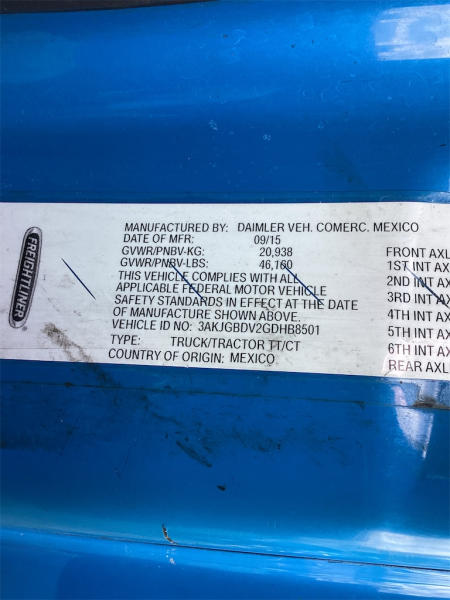 FREIGHTLINER
MANUFACTURED BY: DAIMLER VEH. COMERC. MEXICO
DATE OF MFR: 09/15
GVWR/PNBV-KG: 20,938
GVWR/PNBV-LBS: 46,160
THIS VEHICLE COMPLIES WITH ALL
APPLICABLE FEDERAL MOTOR VEHICLE
SAFETY STANDARDS IN EFFECT AT THE DATE
OF MANUFACTURE SHOWN ABOVE.
VEHICLE ID NO: 3AKJGBDV2GDHB8501
TYPE: TRUCK/TRACTOR TT/CT
COUNTRY OF ORIGIN: MEXICO
FRONT AXL
1ST INT AX
2ND INT A
3RD INT AX
4TH INT AX
5TH INT AX
6TH INT AX
REAR AXL